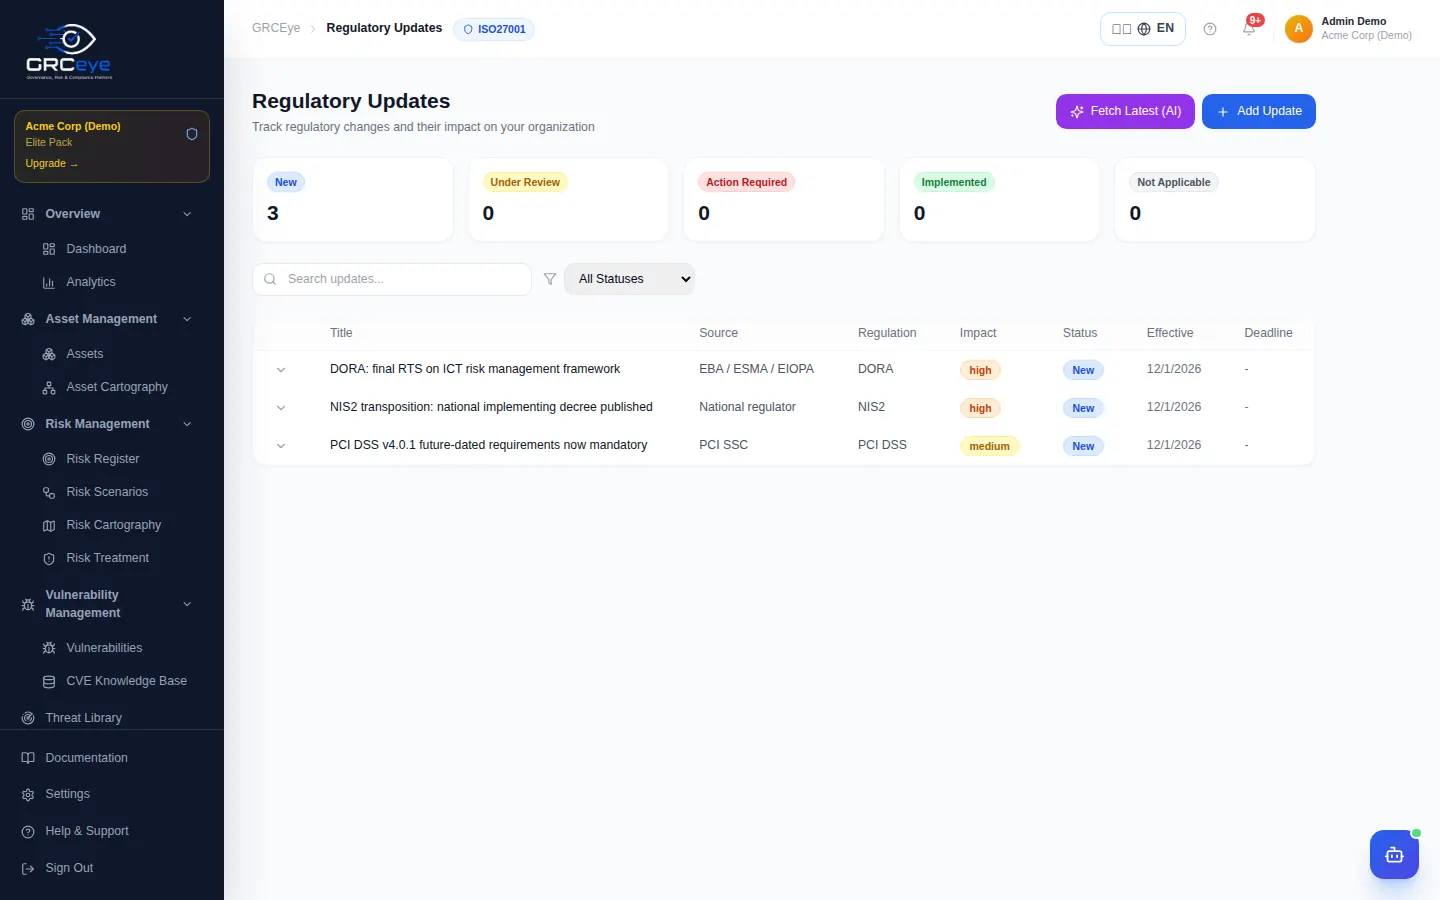 GRCeye
Governance, Risk & Compliance Platform
Acme Corp (Demo)
Elite Pack
Upgrade →
Overview
Dashboard
Analytics
Asset Management
Assets
Asset Cartography
Risk Management
Risk Register
Risk Scenarios
Risk Cartography
Risk Treatment
Vulnerability
Management
Vulnerabilities
CVE Knowledge Base
Threat Library
Documentation
Settings
Help & Support
Sign Out
GRCEye > Regulatory Updates ISO27001
EN 9+ A Admin Demo
Acme Corp (Demo)
Regulatory Updates
Track regulatory changes and their impact on your organization
Fetch Latest (AI) + Add Update
New Under Review Action Required Implemented Not Applicable
3 0 0 0 0
Search updates... All Statuses
Title Source Regulation Impact Status Effective Deadline
DORA: final RTS on ICT risk management framework EBA / ESMA / EIOPA DORA high New 12/1/2026 -
NIS2 transposition: national implementing decree published National regulator NIS2 high New 12/1/2026 -
PCI DSS v4.0.1 future-dated requirements now mandatory PCI SSC PCI DSS medium New 12/1/2026 -